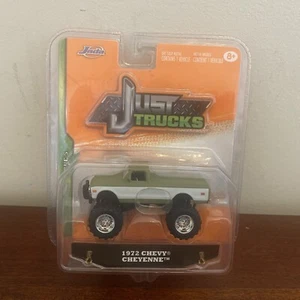 Jada
8+
JUST
TRUCKS
1972 CHEVY®
CHEYENNE™